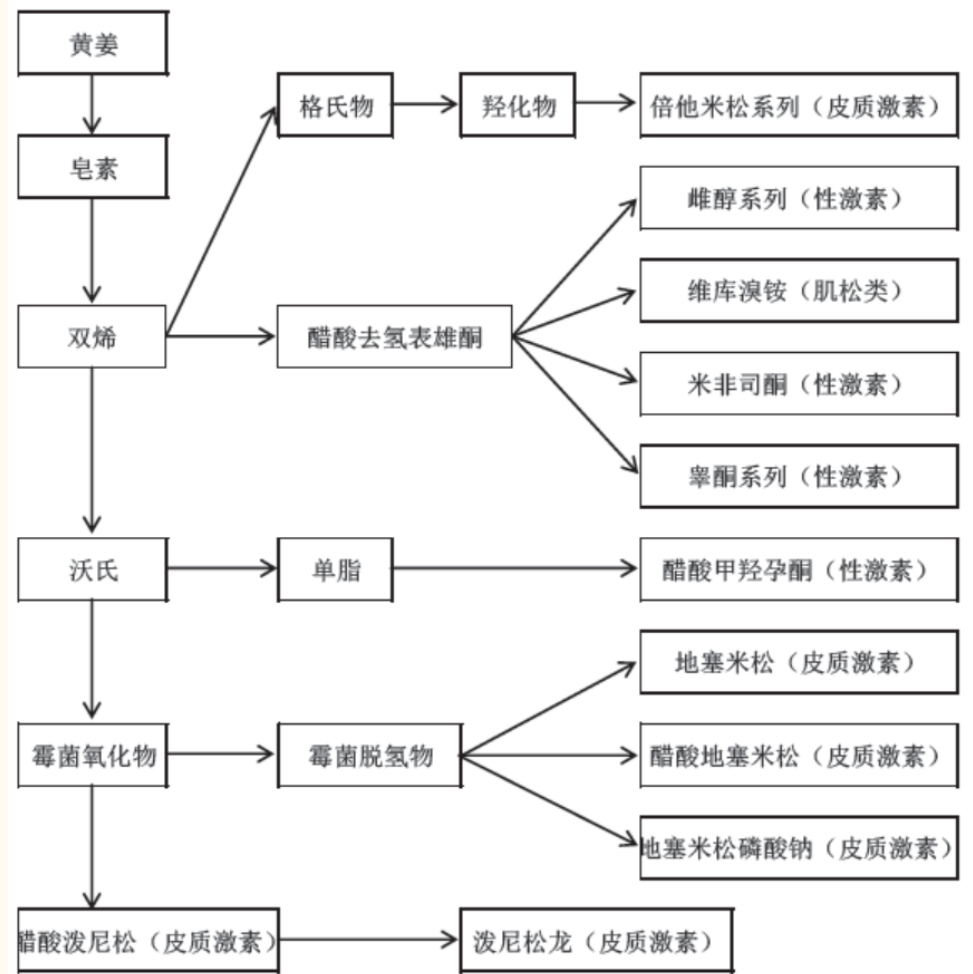 黄姜
格氏物
羟化物
倍他米松系列（皮质激素）
皂素
雌醇系列（性激素）
维库溴铵（肌松类）
双烯
醋酸去氢表雄酮
米非司酮（性激素）
睾酮系列（性激素）
沃氏
单脂
醋酸甲羟孕酮（性激素）
地塞米松（皮质激素）
霉菌氧化物
霉菌脱氢物
醋酸地塞米松（皮质激素）
地塞米松磷酸钠（皮质激素）
醋酸泼尼松（皮质激素）
泼尼松龙（皮质激素）